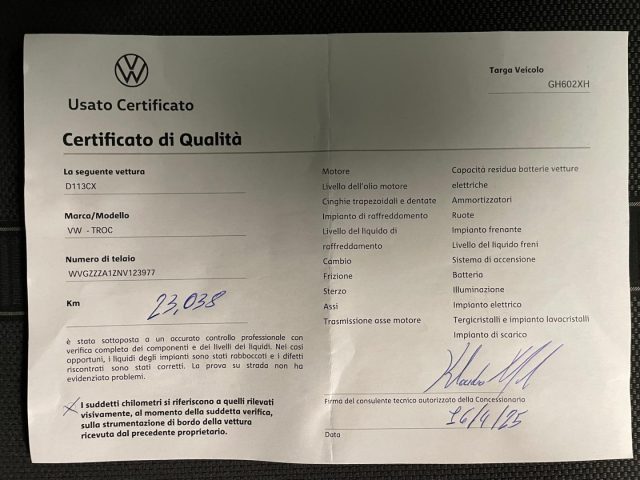 Usato Certificato
Targa Veicolo
GH602XH
Certificato di Qualità
La seguente vettura
D113CX
Marca/Modello
VW - TROC
Numero di telaio
WVGZZZA1ZNV123977
Km
23,038
è stata sottoposta a un accurato controllo professionale con
verifica completa dei componenti e dei livelli dei liquidi. Nei casi
opportuni, i liquidi degli impianti sono stati rabboccati e i difetti
riscontrati sono stati corretti. La prova su strada non ha
evidenziato problemi.
I suddetti chilometri si riferiscono a quelli rilevati
visivamente, al momento della suddetta verifica,
sulla strumentazione di bordo della vettura
ricevuta dal precedente proprietario.
Motore
Livello dell'olio motore
Cinghie trapezoidali e dentate
Impianto di raffreddamento
Livello del liquido di
raffreddamento
Cambio
Frizione
Sterzo
Assi
Trasmissione asse motore
Capacità residua batterie vetture
elettriche
Ammortizzatori
Ruote
Impianto frenante
Livello del liquido freni
Sistema di accensione
Batteria
Illuminazione
Impianto elettrico
Tergicristalli e impianto lavacristalli
Impianto di scarico
Firma del consulente tecnico autorizzato della Concessionario
16/4/25
Data